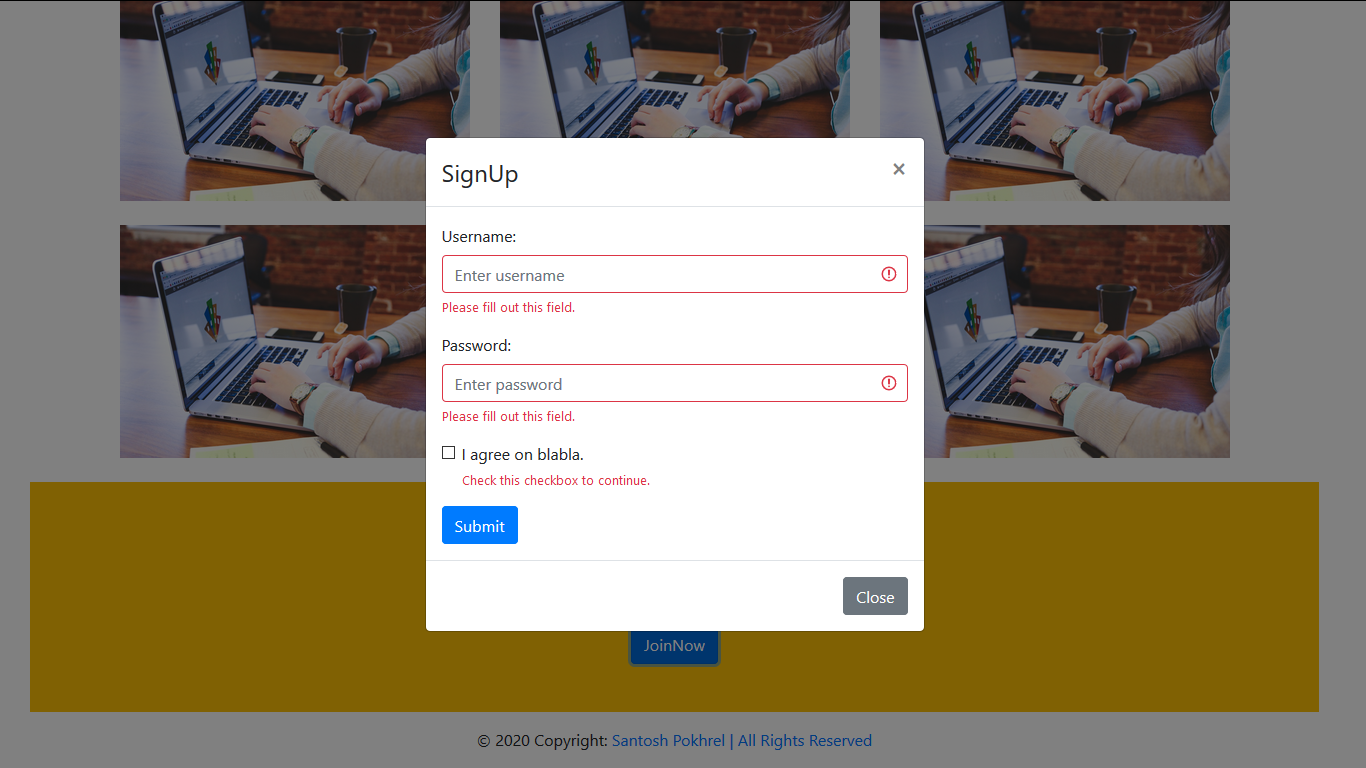 SignUp
×
Username:
Enter username
Please fill out this field.
Password:
Enter password
Please fill out this field.
I agree on blabla.
Check this checkbox to continue.
Submit
Close
JoinNow
© 2020 Copyright: Santosh Pokhrel | All Rights Reserved